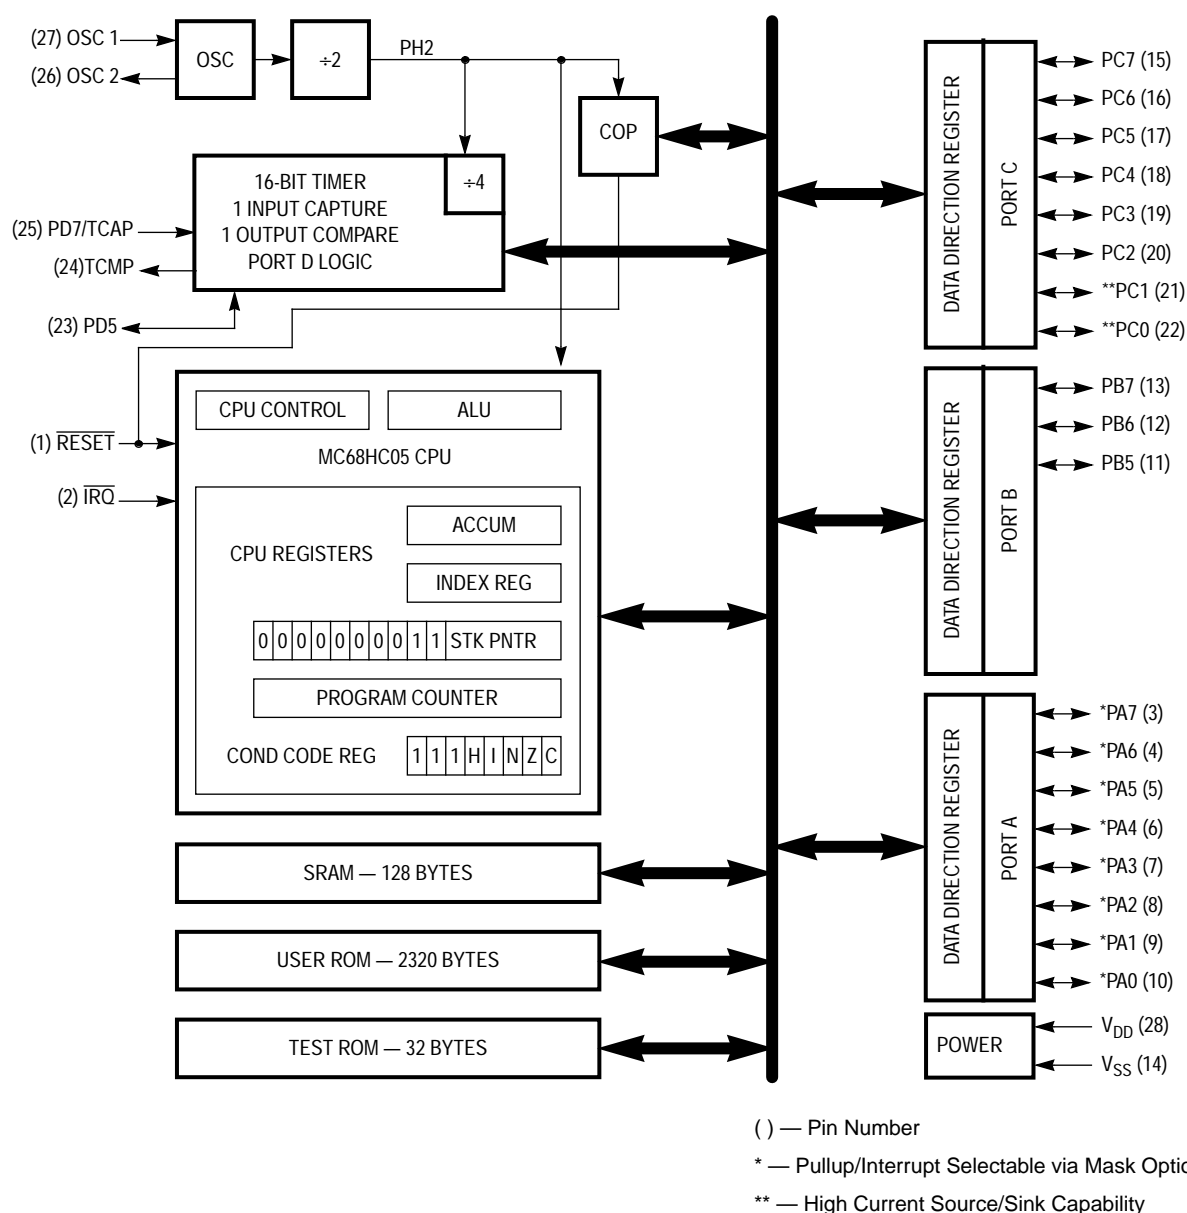 (27) OSC 1
(26) OSC 2
OSC
÷2
PH2
COP
÷4
16-BIT TIMER
1 INPUT CAPTURE
1 OUTPUT COMPARE
PORT D LOGIC
(25) PD7/TCAP
(24)TCMP
(23) PD5
(1) RESET
(2) IRQ
CPU CONTROL
ALU
MC68HC05 CPU
CPU REGISTERS
ACCUM
INDEX REG
0 0 0 0 0 0 0 0 1 1 STK PNTR
PROGRAM COUNTER
COND CODE REG
1 1 1 H I N Z C
SRAM — 128 BYTES
USER ROM — 2320 BYTES
TEST ROM — 32 BYTES
DATA DIRECTION REGISTER
PORT C
PC7 (15)
PC6 (16)
PC5 (17)
PC4 (18)
PC3 (19)
PC2 (20)
**PC1 (21)
**PC0 (22)
DATA DIRECTION REGISTER
PORT B
PB7 (13)
PB6 (12)
PB5 (11)
DATA DIRECTION REGISTER
PORT A
*PA7 (3)
*PA6 (4)
*PA5 (5)
*PA4 (6)
*PA3 (7)
*PA2 (8)
*PA1 (9)
*PA0 (10)
POWER
VDD (28)
VSS (14)
( ) — Pin Number
* — Pullup/Interrupt Selectable via Mask Optio
** — High Current Source/Sink Capability